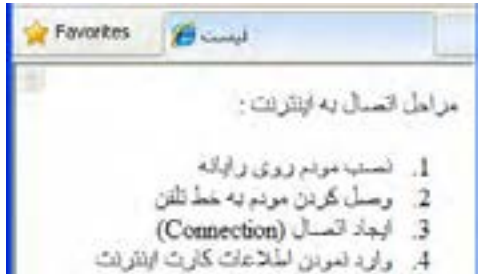 Favorites
لیست
مراحل اتصال به اینترنت :
1. نصب مودم روی رایانه
2. وصل کردن مودم به خط تلفن
3. ایجاد اتصال (Connection)
4. وارد نمودن اطلاعات کارت اینترنت